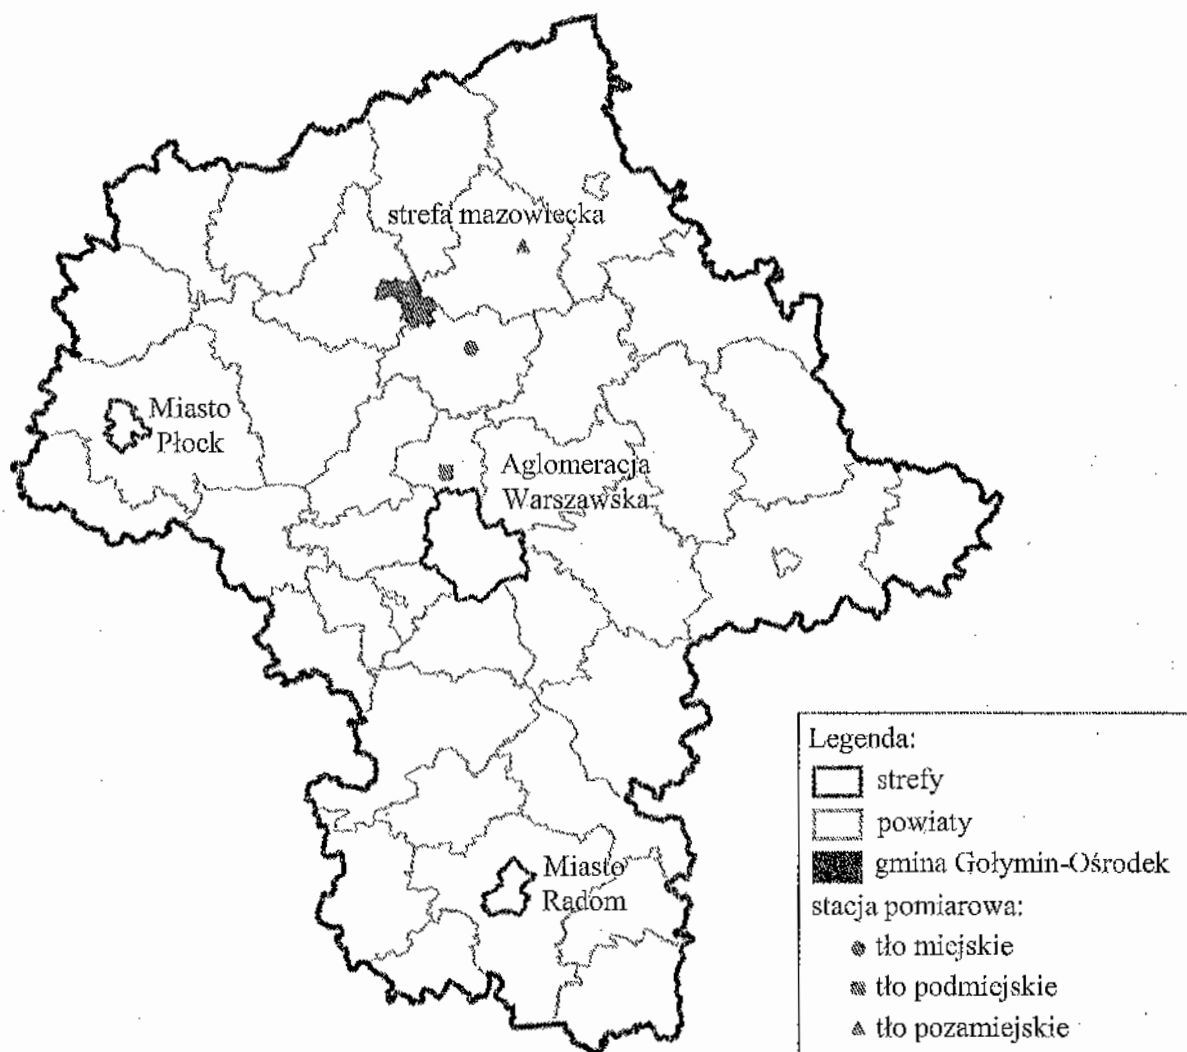 strefa mazowiecka
Miasto
Płock
Aglomeracja
Warszawska
Miasto
Radom
Legenda:
strefy
powiaty
gmina Gołymin-Ośrodek
stacja pomiarowa:
tło miejskie
tło podmiejskie
tło pozamiejskie